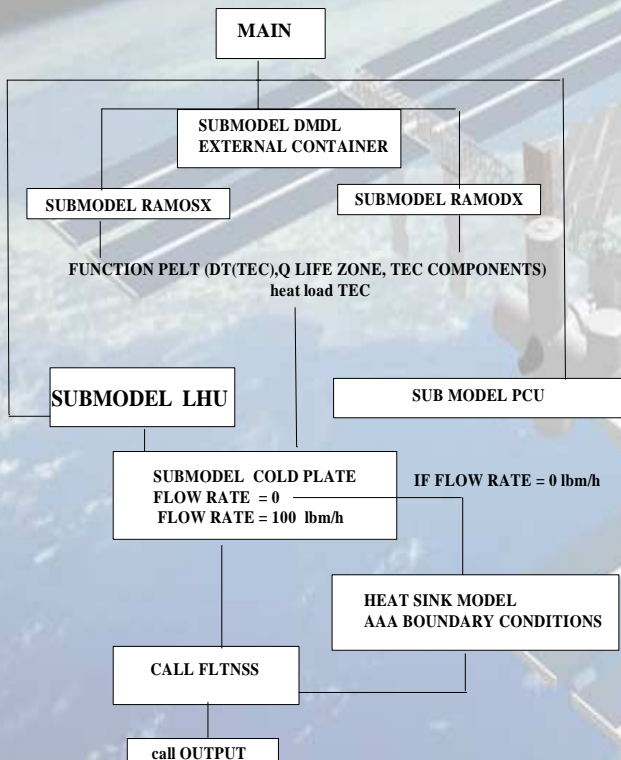 MAIN
SUBMODEL DMDL
EXTERNAL CONTAINER
SUBMODEL RAMOSX
SUBMODEL RAMODX
FUNCTION PELT (DT(TEC),Q LIFE ZONE, TEC COMPONENTS)
heat load TEC
SUBMODEL LHU
SUB MODEL PCU
SUBMODEL COLD PLATE
FLOW RATE = 0
FLOW RATE = 100 lbm/h
IF FLOW RATE = 0 lbm/h
HEAT SINK MODEL
AAA BOUNDARY CONDITIONS
CALL FLTNSS
call OUTPUT